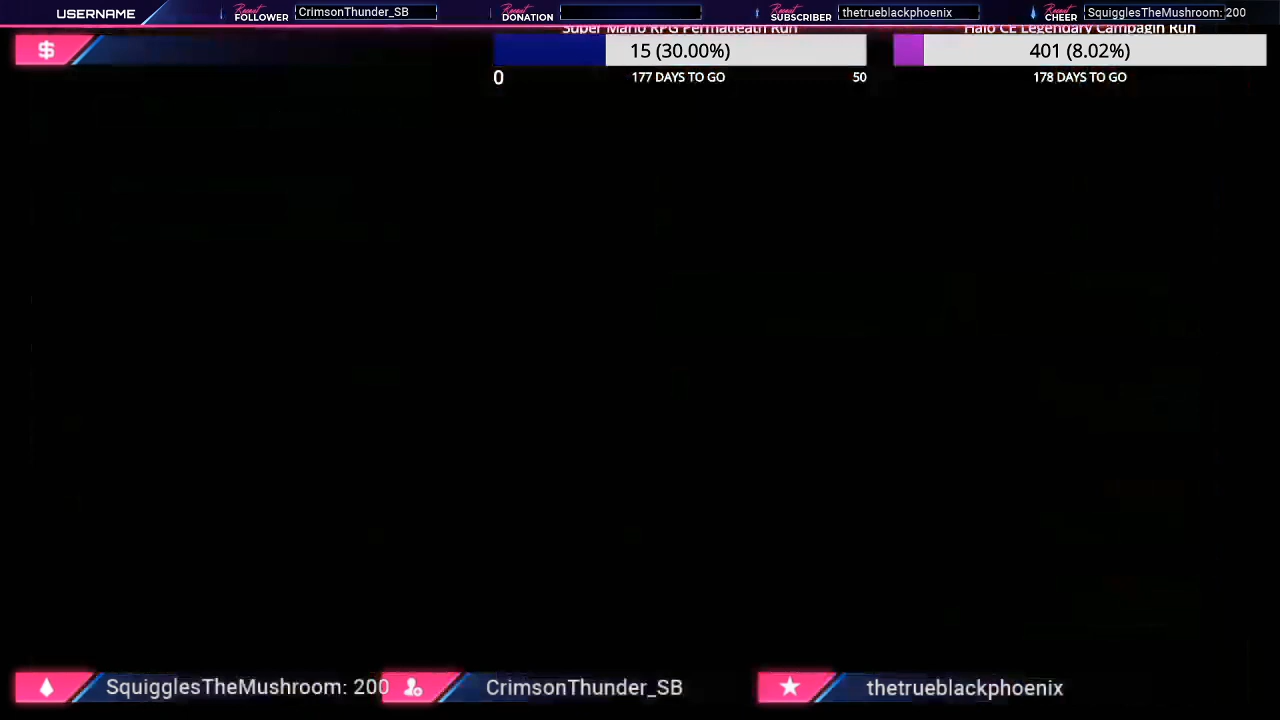 USERNAME
Recent FOLLOWER CrimsonThunder_SB
Recent DONATION
Recent SUBSCRIBER thetrueblackphoenix
Recent CHEER SquigglesTheMushroom: 200
$
Super Mario RPG Permadeath Run
15 (30.00%)
0 177 DAYS TO GO 50
Halo CE Legendary Campagin Run
401 (8.02%)
178 DAYS TO GO
SquigglesTheMushroom: 200
CrimsonThunder_SB
thetrueblackphoenix